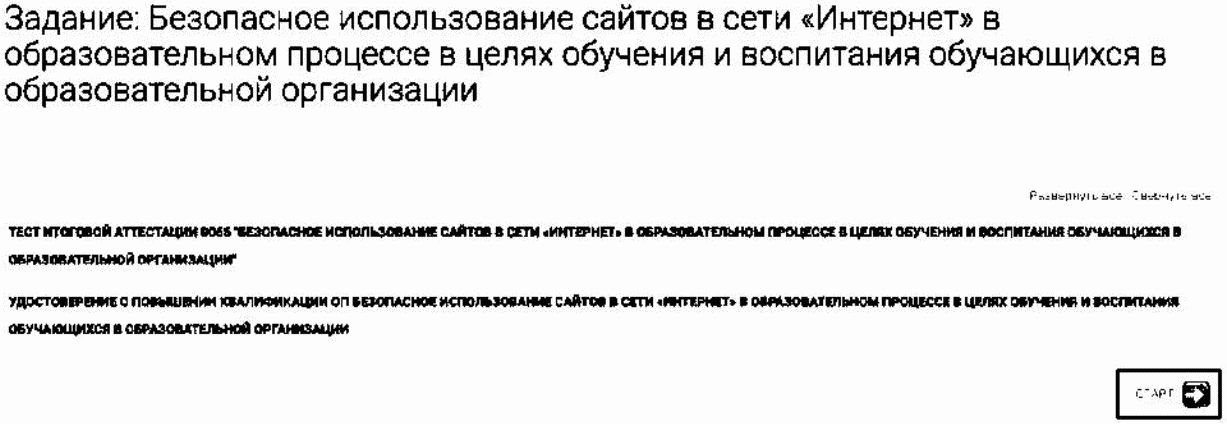 Задание: Безопасное использование сайтов в сети «Интернет» в
образовательном процессе в целях обучения и воспитания обучающихся в
образовательной организации
Развернуть все Свернуть все
ТЕСТ ИТОГОВОЙ АТТЕСТАЦИИ "БЕЗОПАСНОЕ ИСПОЛЬЗОВАНИЕ САЙТОВ В СЕТИ «ИНТЕРНЕТ» В ОБРАЗОВАТЕЛЬНОМ ПРОЦЕССЕ В ЦЕЛЯХ ОБУЧЕНИЯ И ВОСПИТАНИЯ ОБУЧАЮЩИХСЯ В
ОБРАЗОВАТЕЛЬНОЙ ОРГАНИЗАЦИИ"
УДОСТОВЕРЕНИЕ О ПОВЫШЕНИИ КВАЛИФИКАЦИИ ОП БЕЗОПАСНОЕ ИСПОЛЬЗОВАНИЕ САЙТОВ В СЕТИ «ИНТЕРНЕТ» В ОБРАЗОВАТЕЛЬНОМ ПРОЦЕССЕ В ЦЕЛЯХ ОБУЧЕНИЯ И ВОСПИТАНИЯ
ОБУЧАЮЩИХСЯ В ОБРАЗОВАТЕЛЬНОЙ ОРГАНИЗАЦИИ
СТАРТ